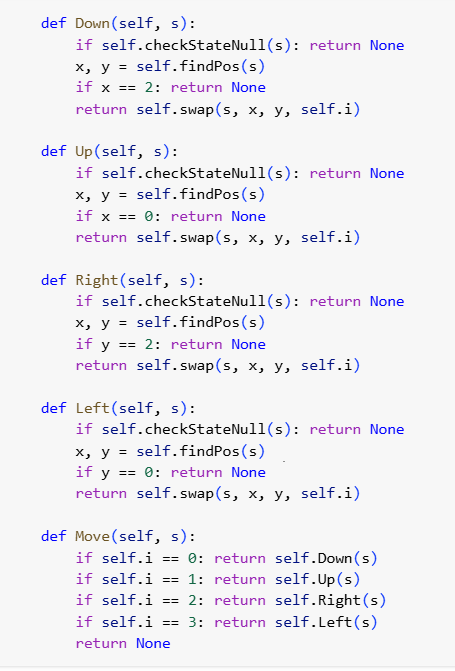 def Down(self, s):
    if self.checkStateNull(s): return None
    x, y = self.findPos(s)
    if x == 2: return None
    return self.swap(s, x, y, self.i)

def Up(self, s):
    if self.checkStateNull(s): return None
    x, y = self.findPos(s)
    if x == 0: return None
    return self.swap(s, x, y, self.i)

def Right(self, s):
    if self.checkStateNull(s): return None
    x, y = self.findPos(s)
    if y == 2: return None
    return self.swap(s, x, y, self.i)

def Left(self, s):
    if self.checkStateNull(s): return None
    x, y = self.findPos(s)
    if y == 0: return None
    return self.swap(s, x, y, self.i)

def Move(self, s):
    if self.i == 0: return self.Down(s)
    if self.i == 1: return self.Up(s)
    if self.i == 2: return self.Right(s)
    if self.i == 3: return self.Left(s)
    return None